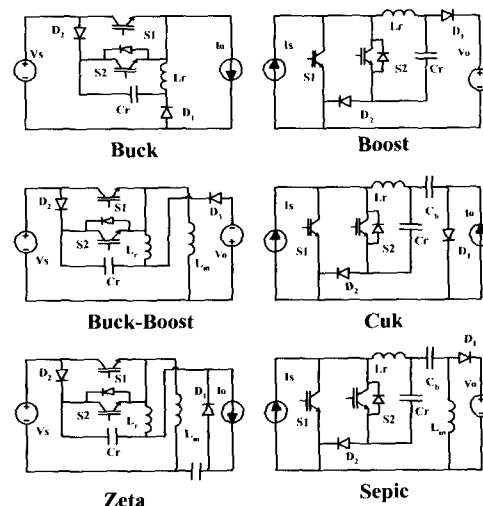 D2 S1 Io
Vs S2 Lr
Cr D1
Buck
Lr D1
Is S1 S2 Cr Vo
D2
Boost
D2 S1 D1
S2 Lr
Vs Cr Lm Vo
Buck-Boost
Lr Cb Io
Is S1 S2 Cr D1
D2
Cuk
D2 S1 D1 Io
Vs S2 Lr
Cr Lm
Zeta
Lr Cb D1
Is S1 S2 Cr Vo
D2 Lm
Sepic